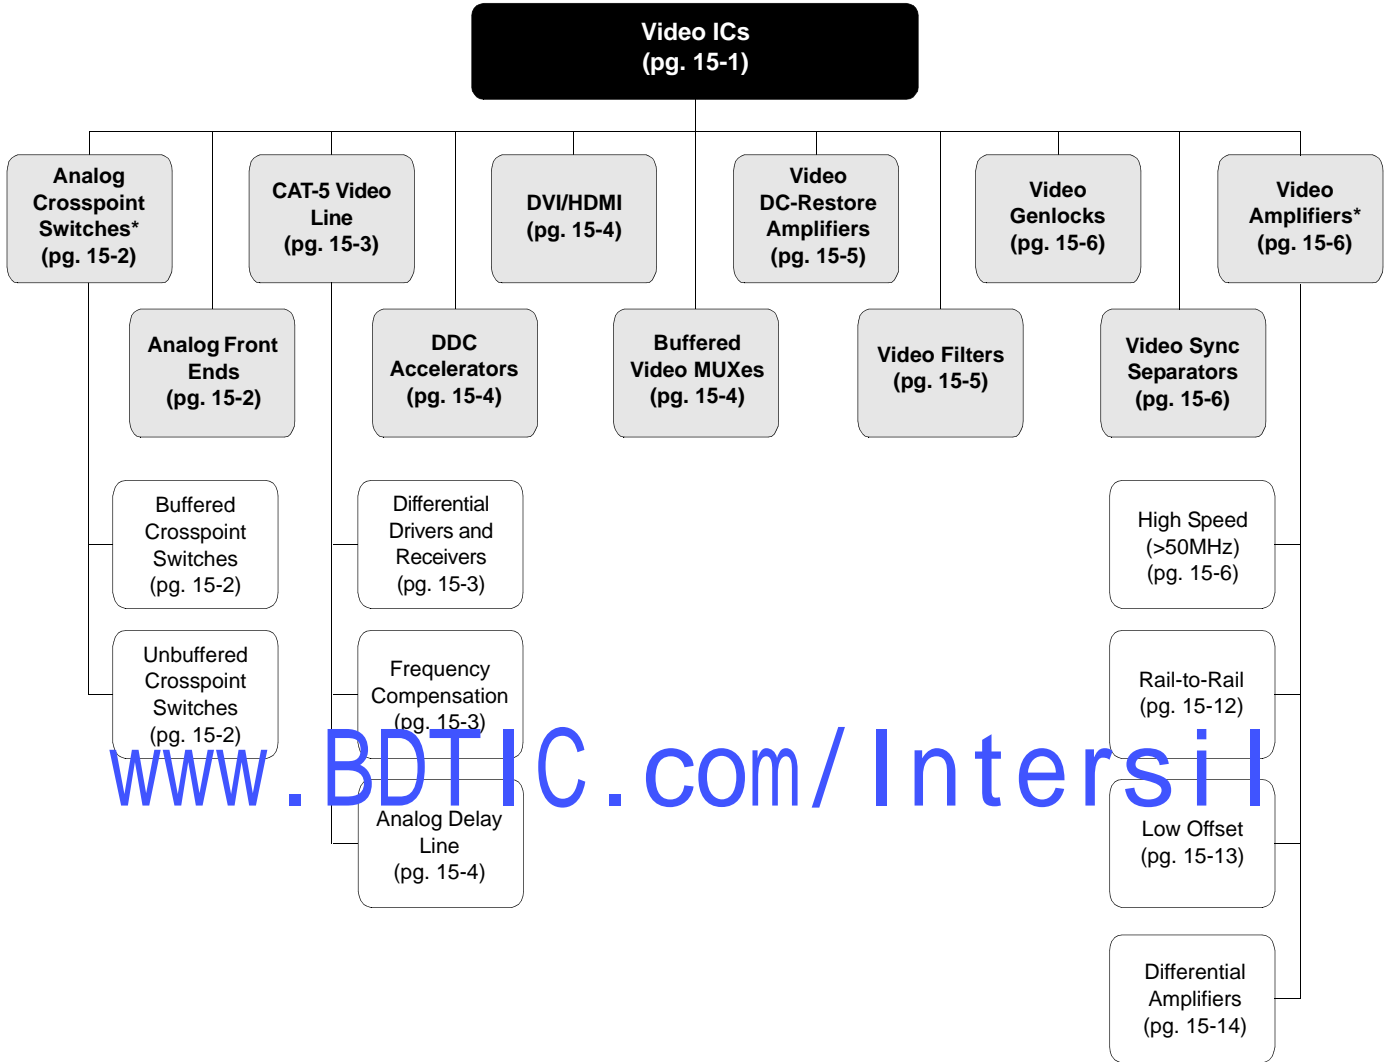 Video ICs
(pg. 15-1)
Analog
Crosspoint
Switches*
(pg. 15-2)
CAT-5 Video
Line
(pg. 15-3)
DVI/HDMI
(pg. 15-4)
Video
DC-Restore
Amplifiers
(pg. 15-5)
Video
Genlocks
(pg. 15-6)
Video
Amplifiers*
(pg. 15-6)
Analog Front
Ends
(pg. 15-2)
DDC
Accelerators
(pg. 15-4)
Buffered
Video MUXes
(pg. 15-4)
Video Filters
(pg. 15-5)
Video Sync
Separators
(pg. 15-6)
Buffered
Crosspoint
Switches
(pg. 15-2)
Differential
Drivers and
Receivers
(pg. 15-3)
High Speed
(>50MHz)
(pg. 15-6)
Unbuffered
Crosspoint
Switches
(pg. 15-2)
Frequency
Compensation
(pg. 15-3)
Rail-to-Rail
(pg. 15-12)
www.BDTIC.com/Intersil
Analog Delay
Line
(pg. 15-4)
Low Offset
(pg. 15-13)
Differential
Amplifiers
(pg. 15-14)